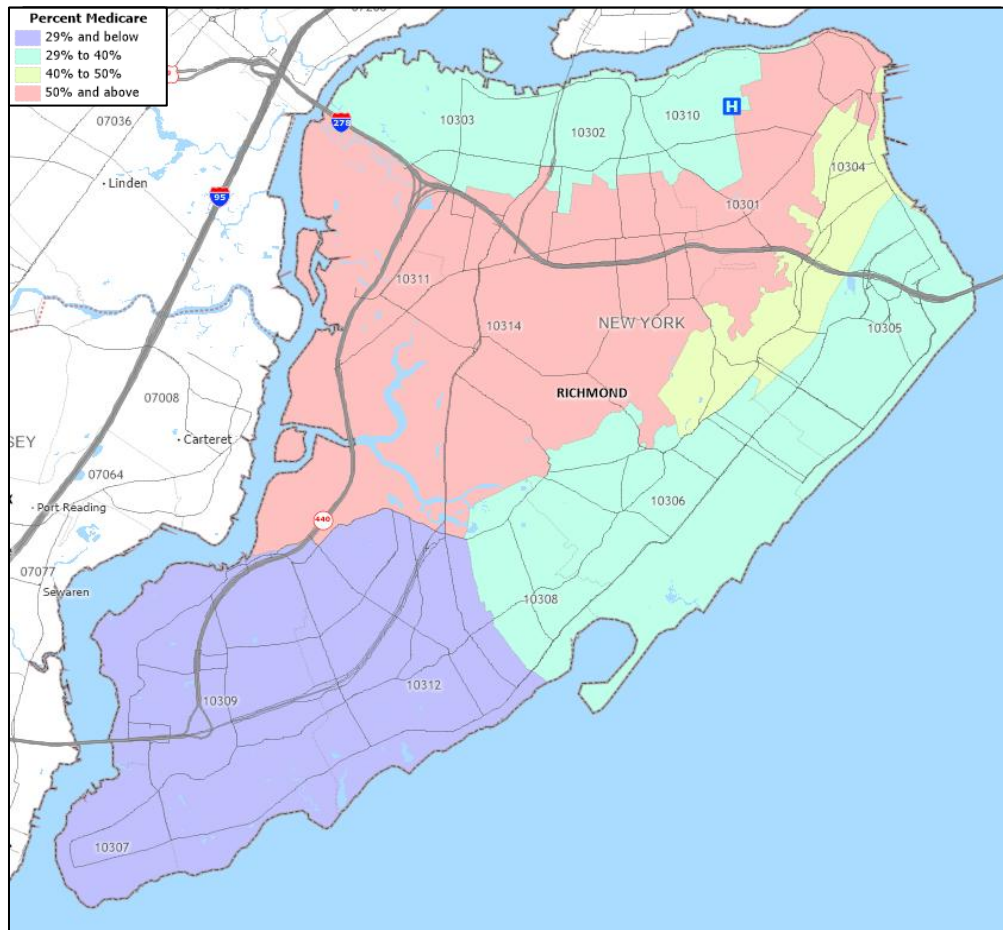 Percent Medicare
29% and below
29% to 40%
40% to 50%
50% and above
07036
Linden
95
278
10303
10302
10310
H
10304
10301
10311
10314
NEW YORK
10305
RICHMOND
07008
Carteret
SEY
07064
Port Reading
10306
440
07077
Sewaren
10308
10312
10309
10307